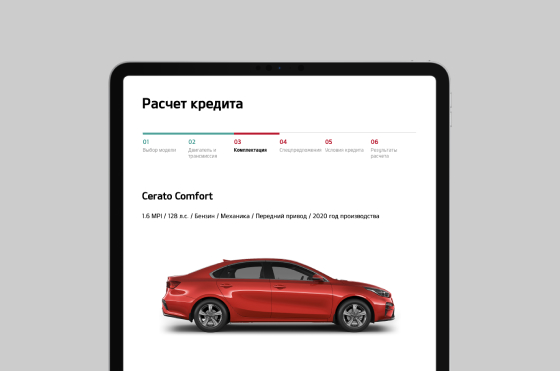 Расчет кредита
01 02 03 04 05 06
Выбор модели Двигатель и Комплектация Спецпредложения Условия кредита Результаты
трансмиссия расчета
Cerato Comfort
1.6 MPI / 128 л.с. / Бензин / Механика / Передний привод / 2020 год производства